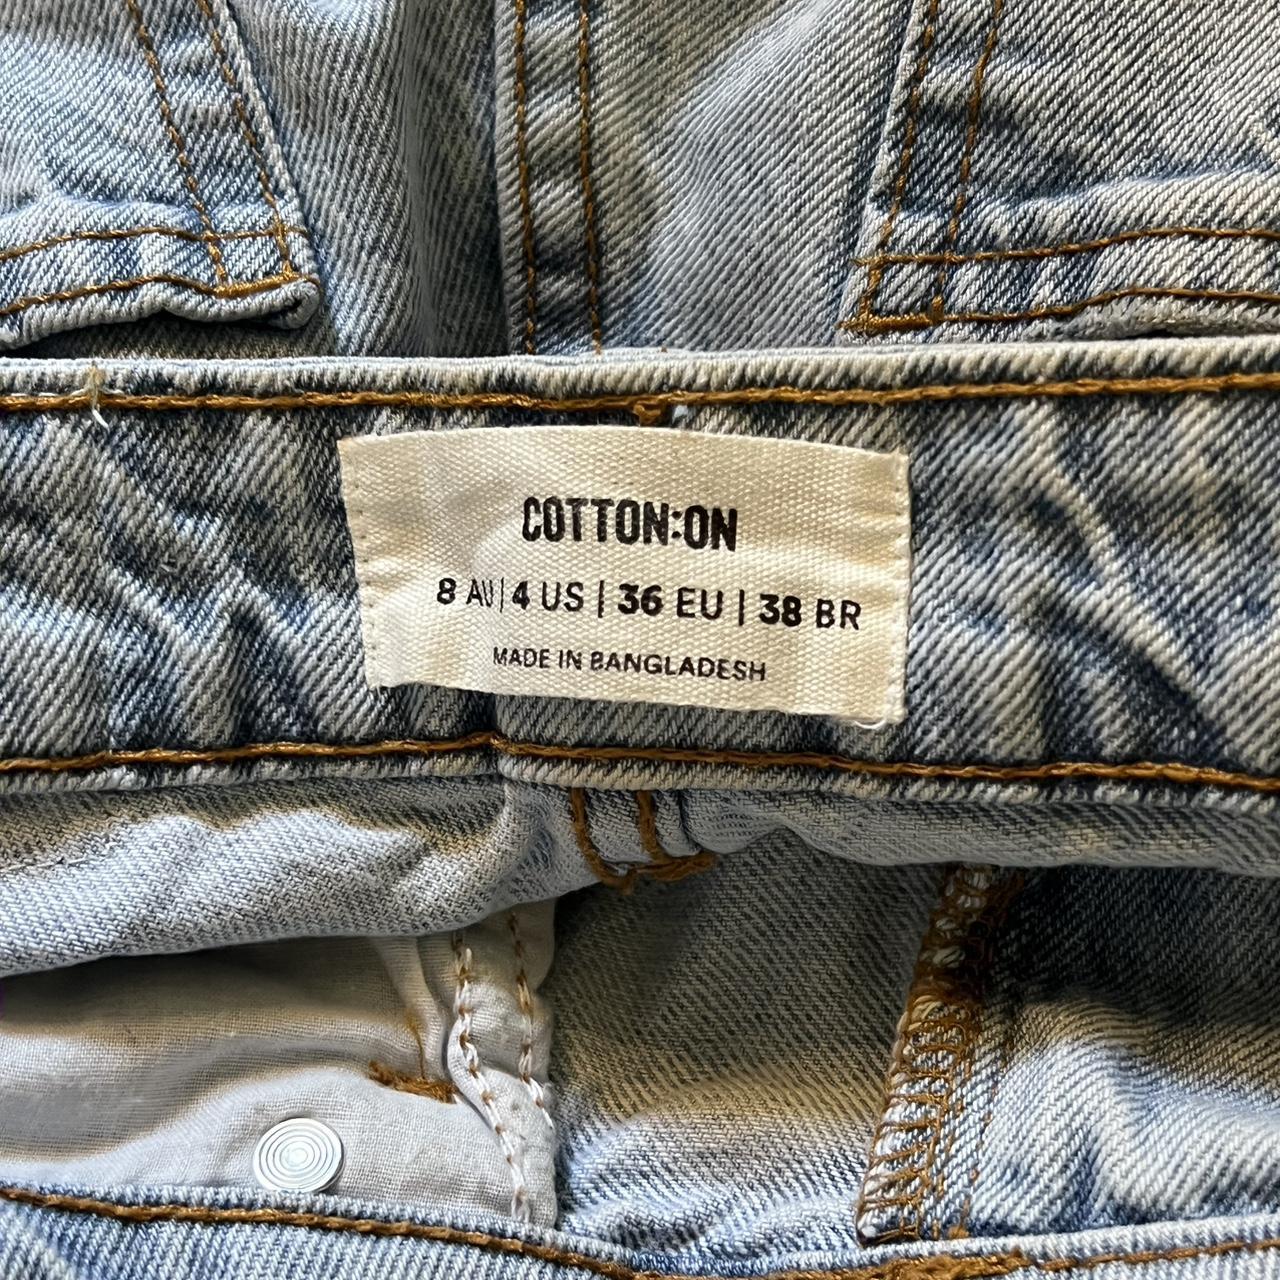 COTTON:ON
8 AU | 4 US | 36 EU | 38 BR
MADE IN BANGLADESH